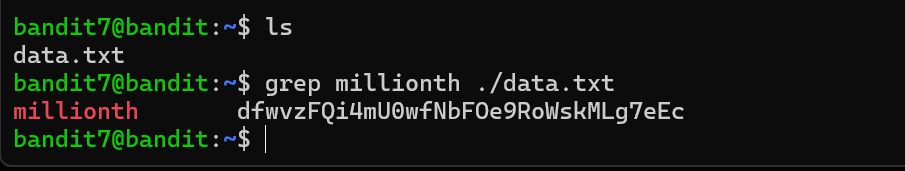 bandit7@bandit:~$ ls
data.txt
bandit7@bandit:~$ grep millionth ./data.txt
millionth       dfwvzFQi4mU0wfNbFOe9RoWskMLg7eEc
bandit7@bandit:~$